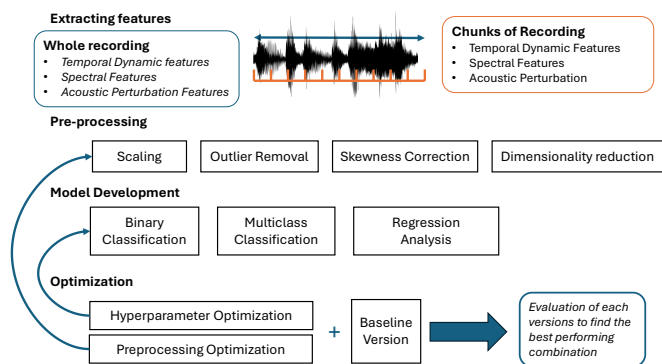 Extracting features
Whole recording
• Temporal Dynamic features
• Spectral Features
• Acoustic Perturbation Features
Chunks of Recording
• Temporal Dynamic Features
• Spectral Features
• Acoustic Perturbation
Pre-processing
Scaling
Outlier Removal
Skewness Correction
Dimensionality reduction
Model Development
Binary
Classification
Multiclass
Classification
Regression
Analysis
Optimization
Hyperparameter Optimization
Preprocessing Optimization
+
Baseline
Version
Evaluation of each
versions to find the
best performing
combination